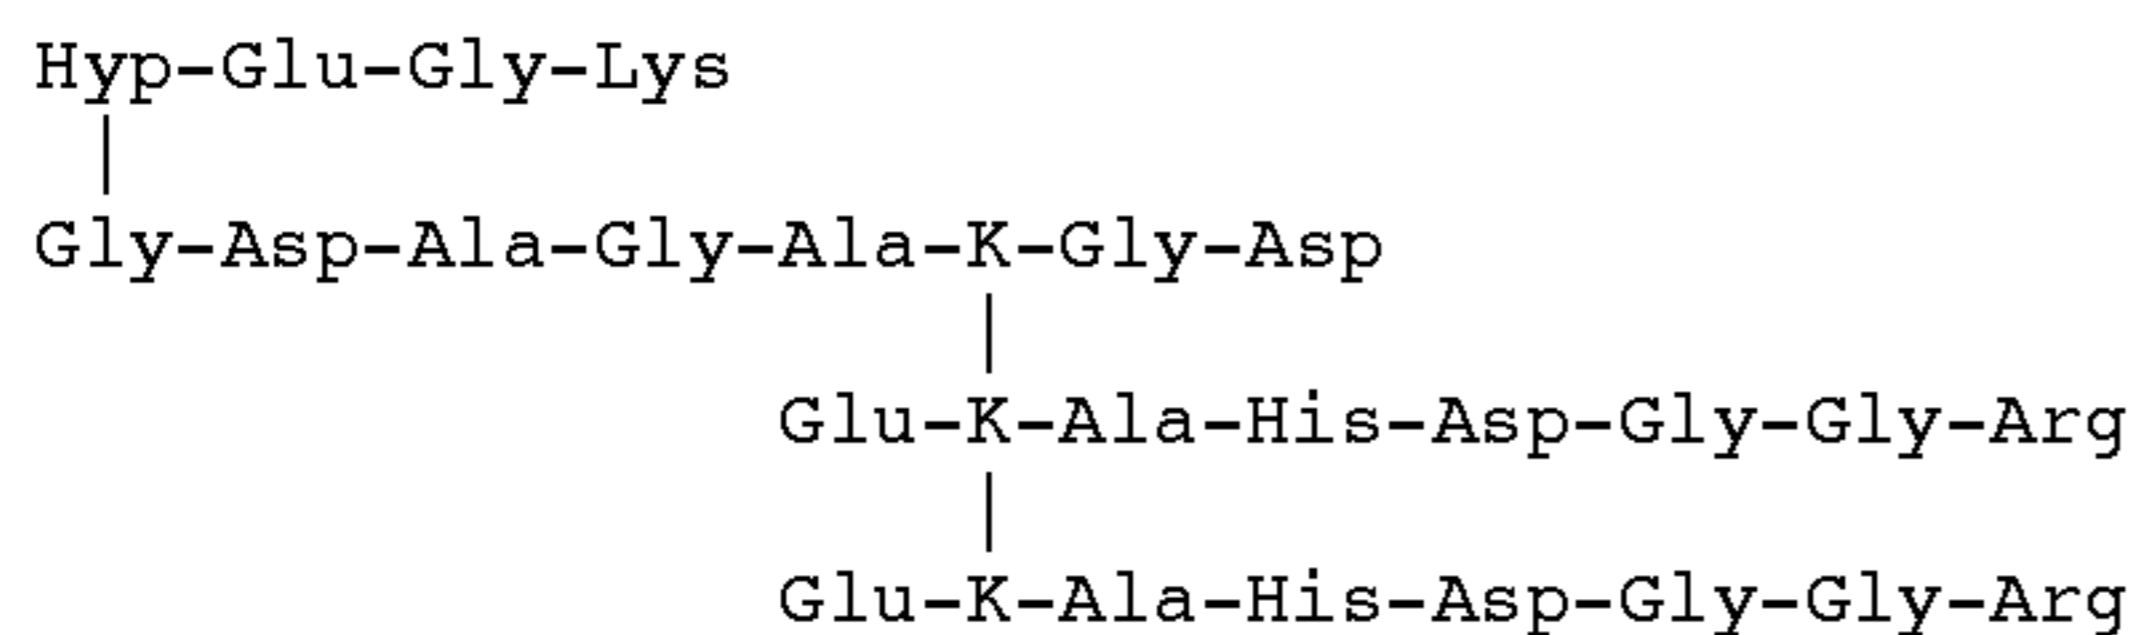 Hyp-Glu-Gly-Lys
Gly-Asp-Ala-Gly-Ala-K-Gly-Asp
Glu-K-Ala-His-Asp-Gly-Gly-Arg
Glu-K-Ala-His-Asp-Gly-Gly-Arg